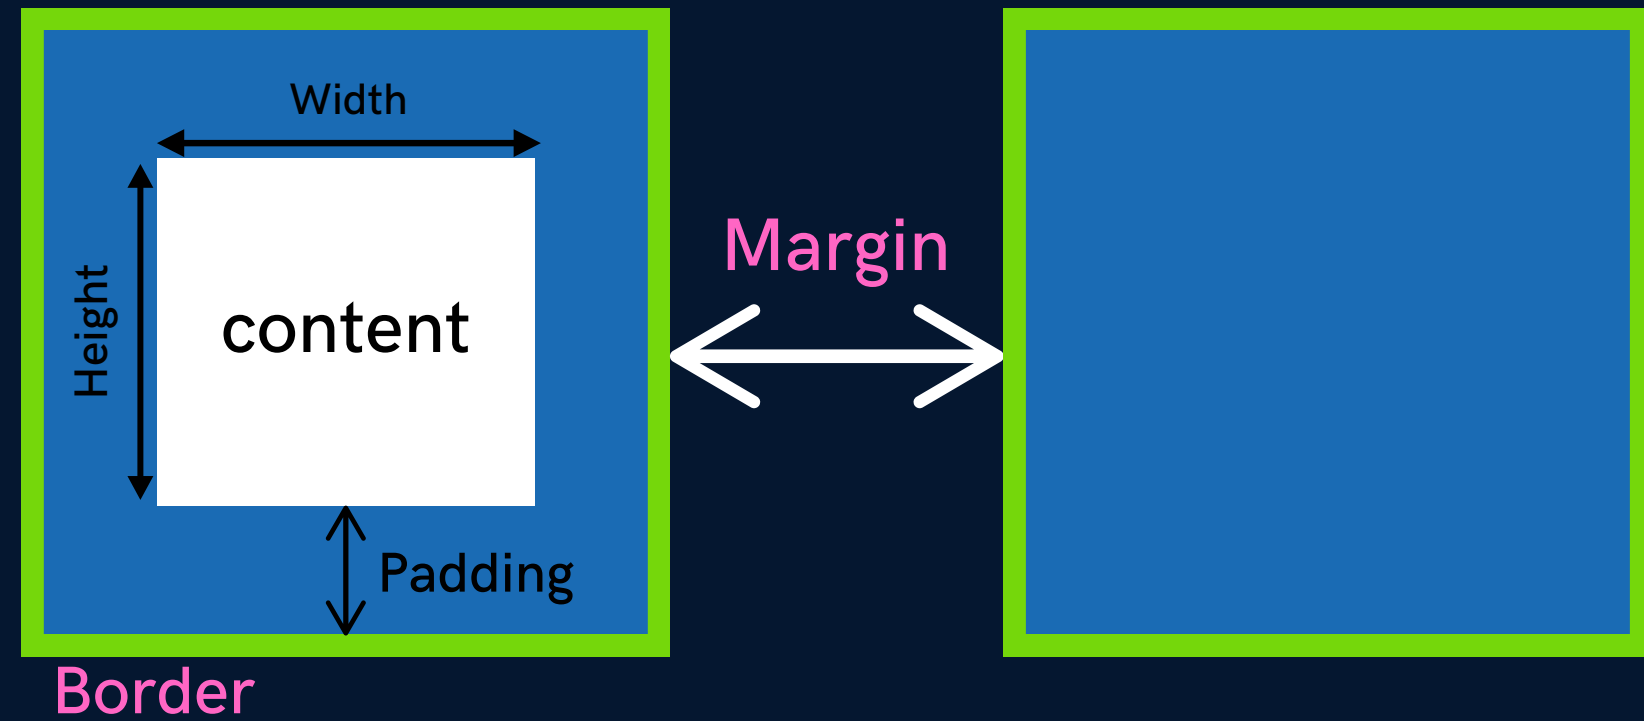 Width
Height
content
Padding
Margin
Border